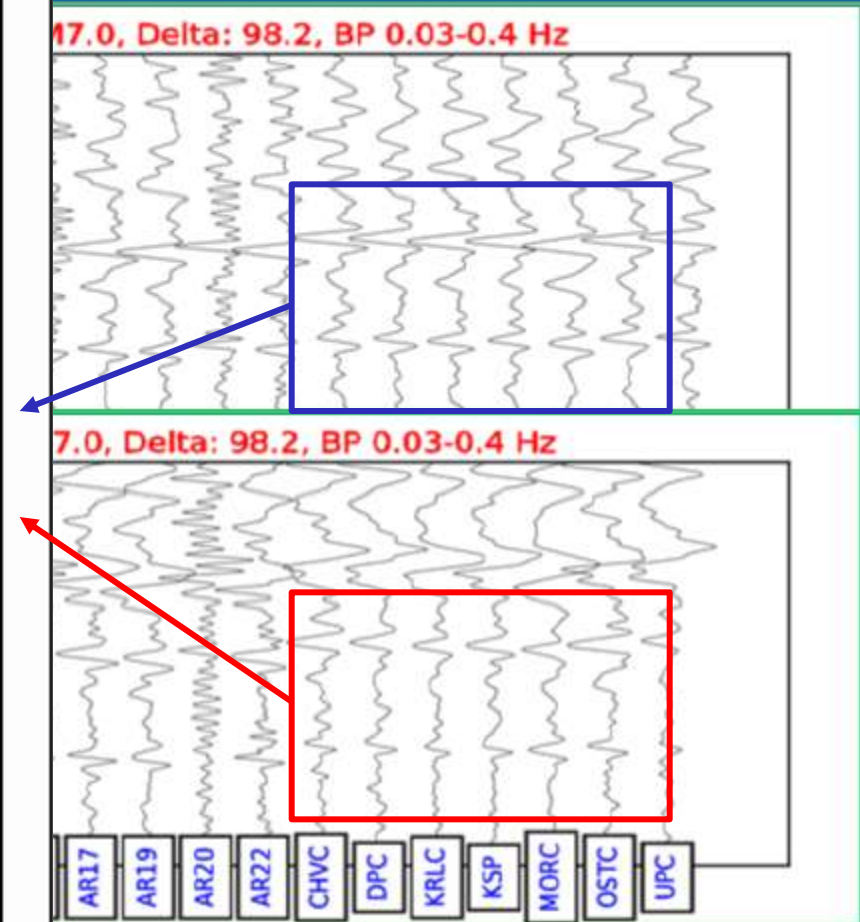 M7.0, Delta: 98.2, BP 0.03-0.4 Hz
7.0, Delta: 98.2, BP 0.03-0.4 Hz
AR17
AR19
AR20
AR22
CHVC
DPC
KRLC
KSP
MORC
OSTC
UPC